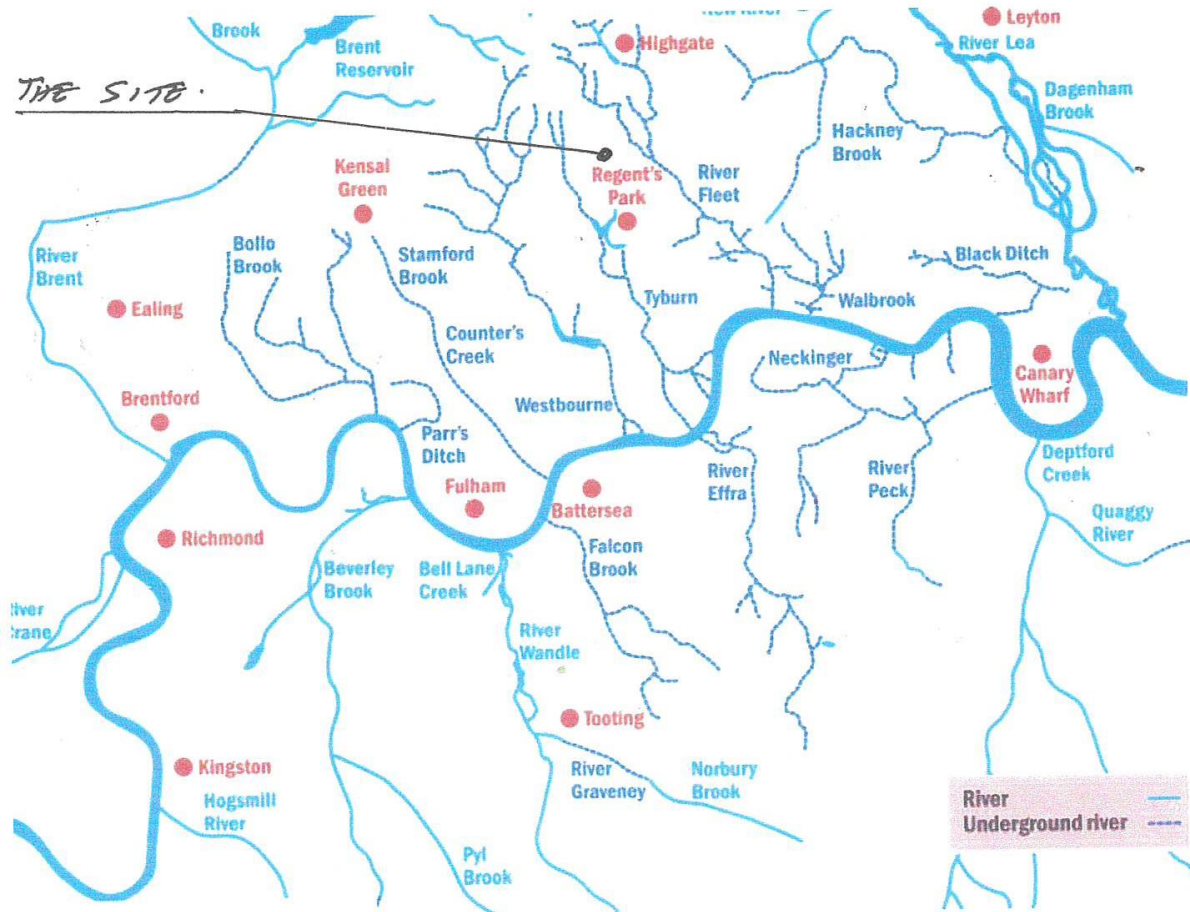 Brook
Brent
Reservoir
THE SITE.
Highgate
Leyton
River Lea
Dagenham
Brook
Hackney
Brook
Kensal
Green
Regent's
Park
River
Fleet
River
Brent
Bollo
Brook
Stamford
Brook
Black Ditch
Ealing
Tyburn
Walbrook
Counter's
Creek
Neckinger
Canary
Wharf
Brentford
Westbourne
Parr's
Ditch
Deptford
Creek
Fulham
Battersea
River
Effra
River
Peck
Quaggy
River
Richmond
Beverley
Brook
Bell Lane
Creek
Falcon
Brook
River
Wandle
Tooting
Kingston
Hogsmill
River
River
Graveney
Norbury
Brook
Pyl
Brook
River
Underground river